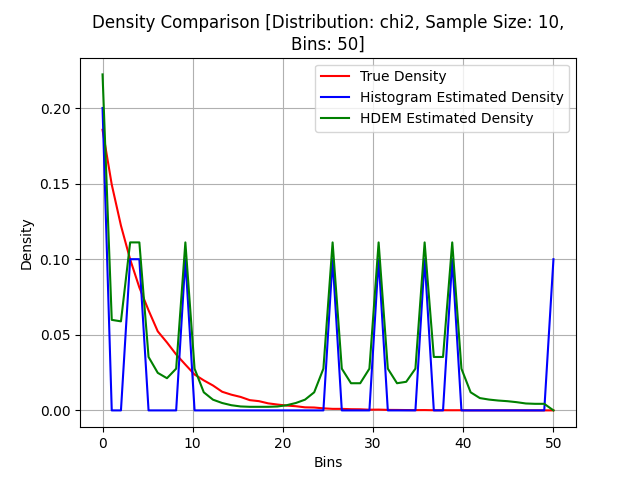 Density Comparison [Distribution: chi2, Sample Size: 10,
Bins: 50]
True Density
Histogram Estimated Density
HDEM Estimated Density
Density
0.20
0.15
0.10
0.05
0.00
0 10 20 30 40 50
Bins